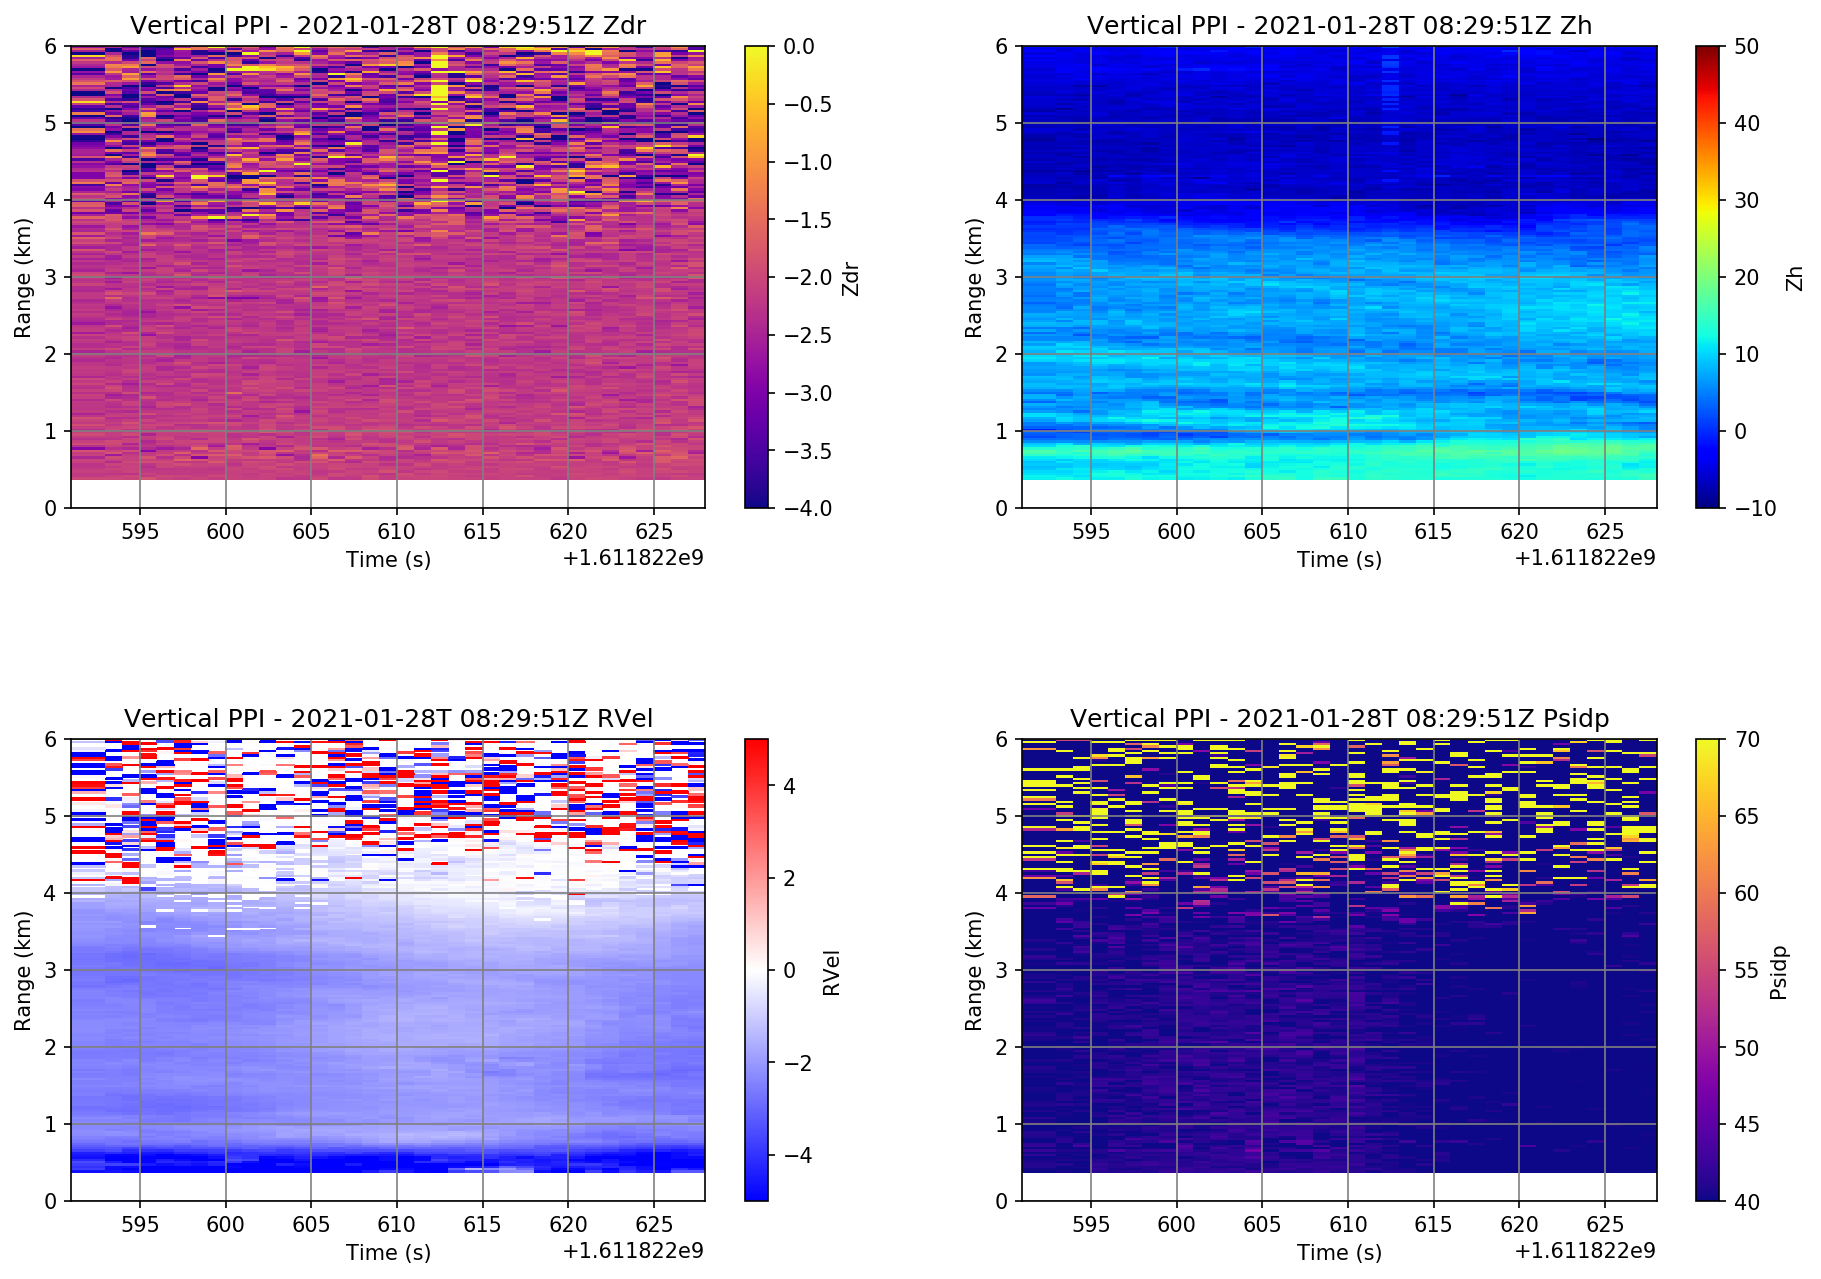 Vertical PPI - 2021-01-28T 08:29:51Z Zdr
6
5
4
3
2
1
0
Range (km)
595 600 605 610 615 620 625
Time (s)
+1.611822e9
0.0
−0.5
−1.0
−1.5
−2.0
−2.5
−3.0
−3.5
−4.0
Zdr
Vertical PPI - 2021-01-28T 08:29:51Z Zh
6
5
4
3
2
1
0
Range (km)
595 600 605 610 615 620 625
Time (s)
+1.611822e9
50
40
30
20
10
0
−10
Zh
Vertical PPI - 2021-01-28T 08:29:51Z RVel
6
5
4
3
2
1
0
Range (km)
595 600 605 610 615 620 625
Time (s)
+1.611822e9
4
2
0
−2
−4
RVel
Vertical PPI - 2021-01-28T 08:29:51Z Psidp
6
5
4
3
2
1
0
Range (km)
595 600 605 610 615 620 625
Time (s)
+1.611822e9
70
65
60
55
50
45
40
Psidp